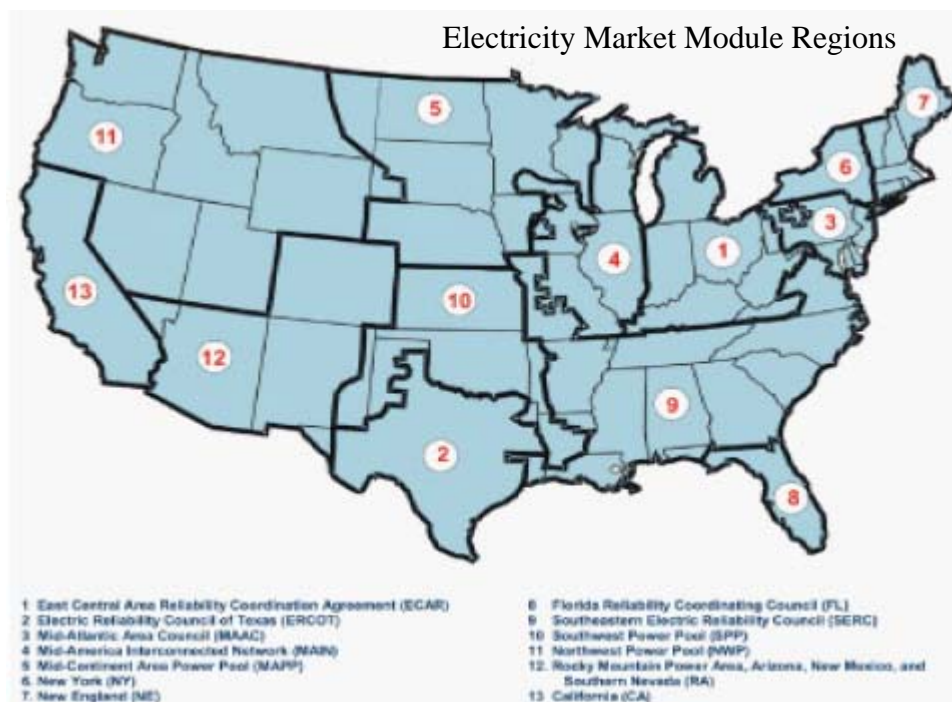 Electricity Market Module Regions
5
7
11
6
3
1
4
13
10
12
9
2
8
1 East Central Area Reliability Coordination Agreement (ECAR)
2 Electric Reliability Council of Texas (ERCOT)
3 Mid-Atlantic Area Council (MAAC)
4 Mid-America Interconnected Network (MAIN)
5 Mid-Continent Area Power Pool (MAPP)
6. New York (NY)
7. New England (NE)
8 Florida Reliability Coordinating Council (FL)
9 Southeastern Electric Reliability Council (SERC)
10 Southwest Power Pool (SPP)
11 Northwest Power Pool (NWP)
12. Rocky Mountain Power Area, Arizona, New Mexico, and
Southern Nevada (RA)
13 California (CA)